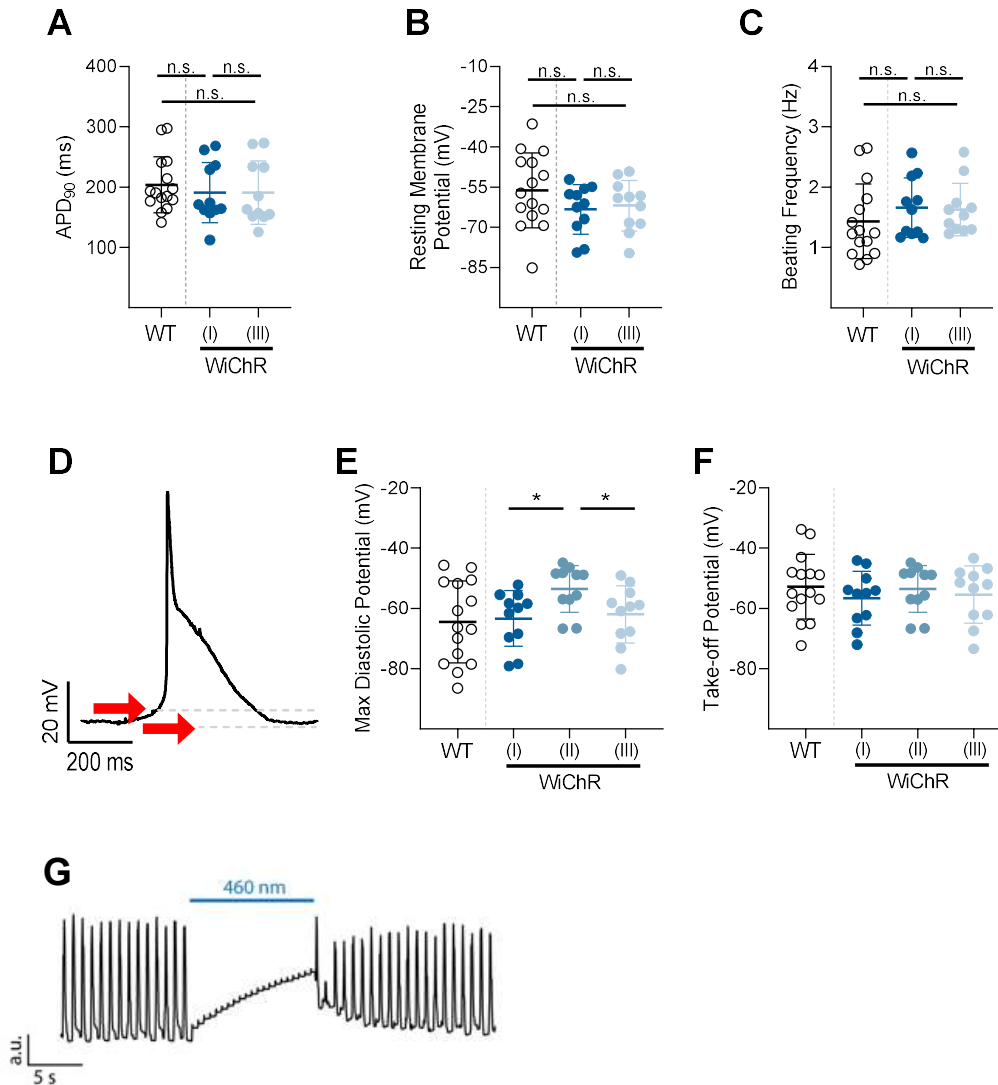 A
APD90 (ms)
400
300
200
100
n.s.
n.s.
n.s.
WT
(I)
(III)
WiChR
B
Resting Membrane
Potential (mV)
-10
-25
-40
-55
-70
-85
n.s.
n.s.
n.s.
WT
(I)
(III)
WiChR
C
Beating Frequency (Hz)
4
3
2
1
n.s.
n.s.
n.s.
WT
(I)
(III)
WiChR
D
20 mV
200 ms
E
Max Diastolic Potential (mV)
-20
-40
-60
-80
*
*
WT
(I)
(II)
(III)
WiChR
F
Take-off Potential (mV)
-20
-40
-60
-80
WT
(I)
(II)
(III)
WiChR
G
460 nm
a.u.
5 s